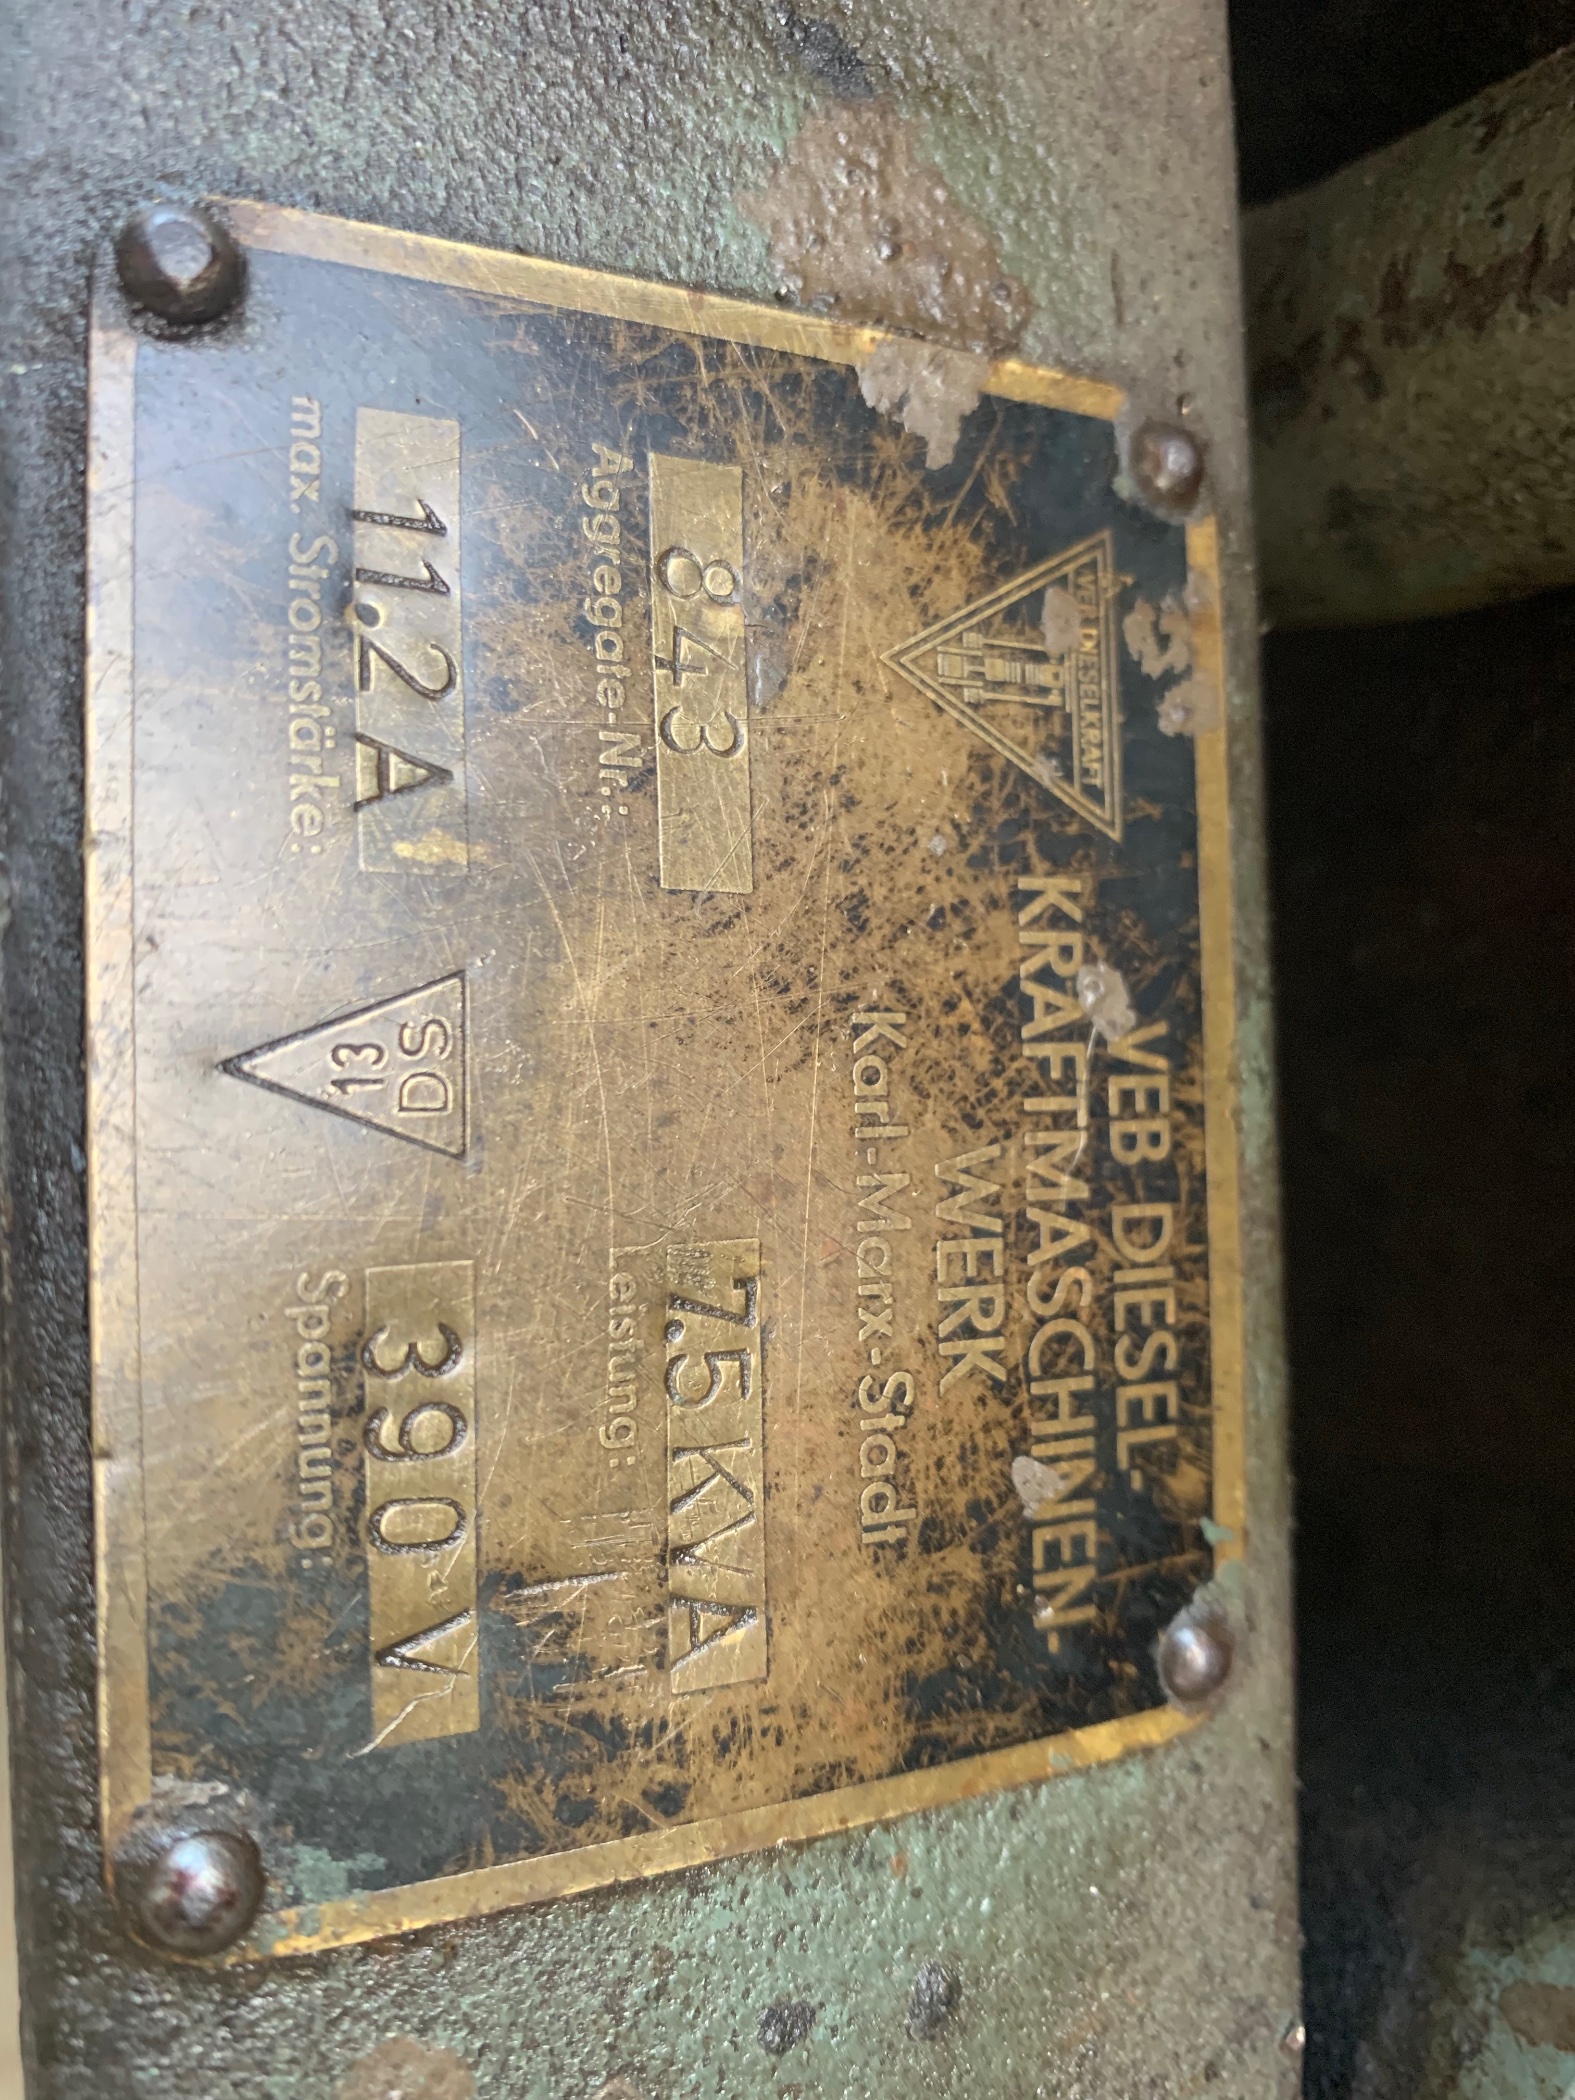 VEB DIESELKRAFT
VEB DIESEL-
KRAFTMASCHINEN-
WERK
-Karl-Marx-Stadt-
843
7.5 KVA
Aggregate-Nr.:
Leistung:
11.2 A
SD
13 1
390 V
max. Stromstärke:
Spannung: